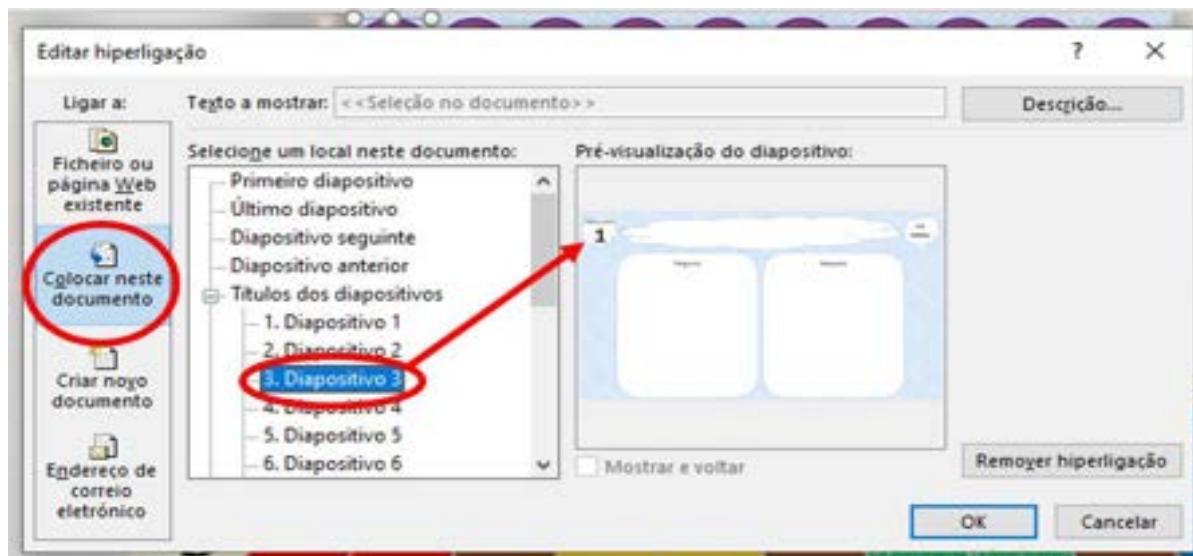 Editar hiperligação
? ×
Ligar a:
Texto a mostrar: <<Seleção no documento>>
Descrição...
Ficheiro ou
página Web
existente
Colocar neste
documento
Criar novo
documento
Endereço de
correio
eletrónico
Selecione um local neste documento:
Primeiro diapositivo
Último diapositivo
Diapositivo seguinte
Diapositivo anterior
Títulos dos diapositivos
1. Diapositivo 1
2. Diapositivo 2
3. Diapositivo 3
4. Diapositivo 4
5. Diapositivo 5
6. Diapositivo 6
Pré-visualização do diapositivo:
1
Mostrar e voltar
Remover hiperligação
OK
Cancelar